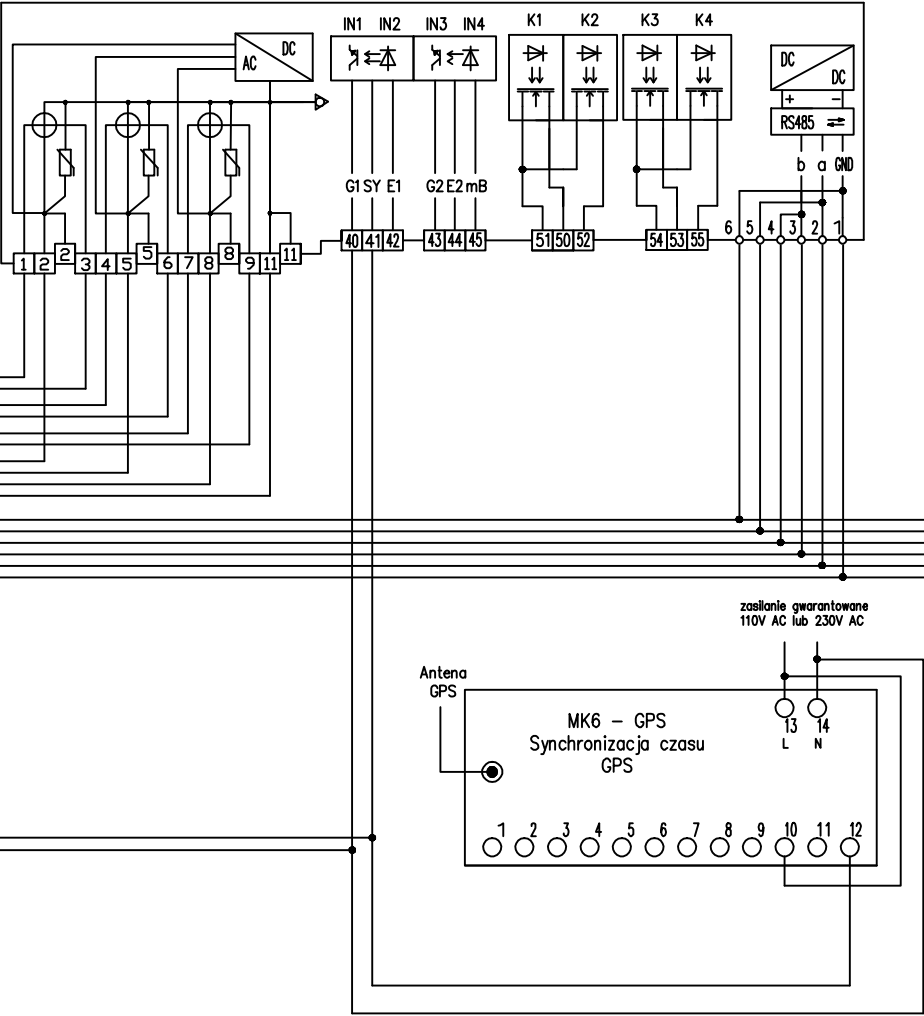 IN1 IN2 IN3 IN4 K1 K2 K3 K4
AC DC
DC DC
+ −
RS485
b a GND
G1 SY E1 G2 E2 mB
6 5 4 3 2 1
40 41 42 43 44 45 51 50 52 54 53 55
1 2 2 3 4 5 5 6 7 8 8 9 11 11
zasilanie gwarantowane
110V AC lub 230V AC
Antena
GPS
MK6 – GPS
Synchronizacja czasu
GPS
13 14
L N
1 2 3 4 5 6 7 8 9 10 11 12